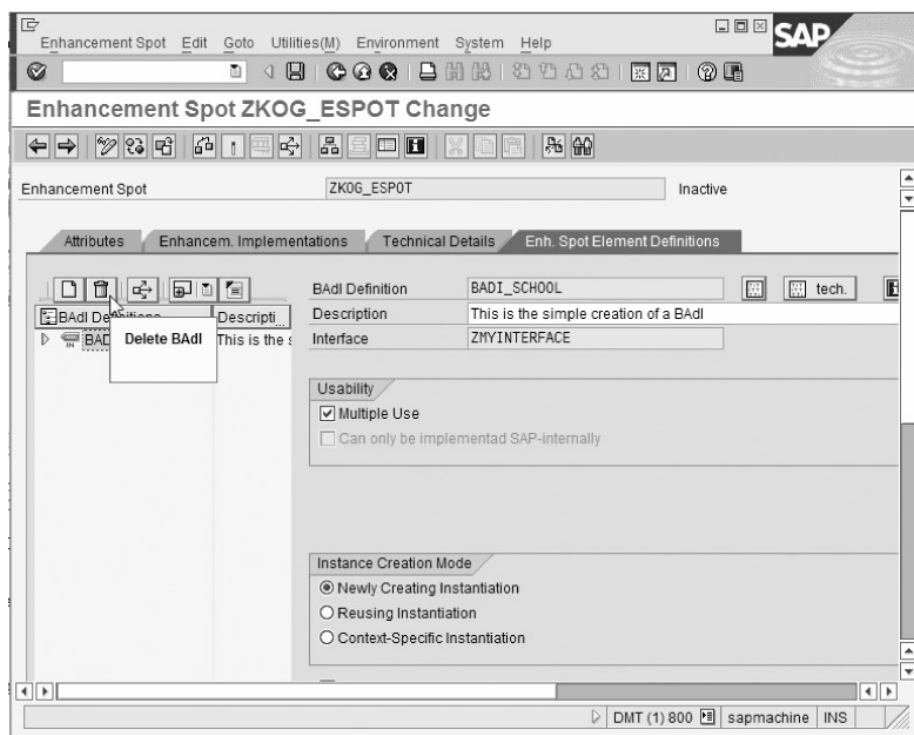 Enhancement Spot Edit Goto Utilities(M) Environment System Help
SAP
Enhancement Spot ZKOG_ESPOT Change
Enhancement Spot ZKOG_ESPOT Inactive
Attributes Enhancem. Implementations Technical Details Enh. Spot Element Definitions
BAdI Definition BADI_SCHOOL tech.
BAdI Definitions Descripti...
Description This is the simple creation of a BAdI
BAD This is the s
Interface ZMYINTERFACE
Delete BAdI
Usability
Multiple Use
Can only be implementad SAP-internally
Instance Creation Mode
Newly Creating Instantiation
Reusing Instantiation
Context-Specific Instantiation
DMT (1) 800 sapmachine INS